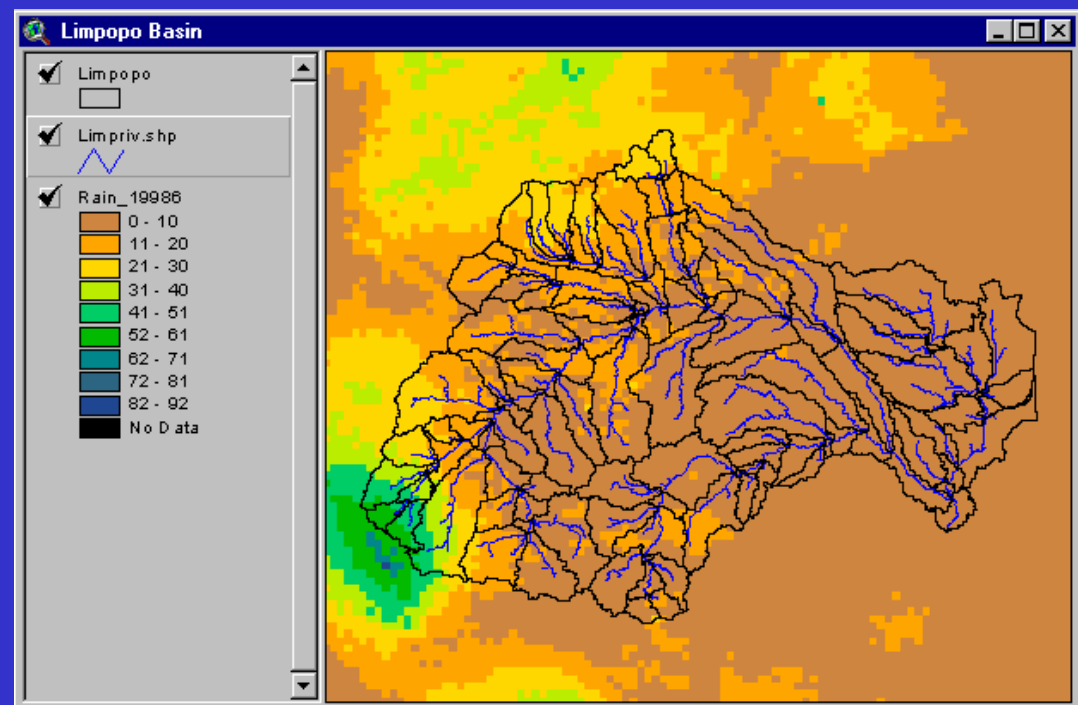 Limpopo Basin
Limpopo
Limpriv.shp
Rain_19986
0 - 10
11 - 20
21 - 30
31 - 40
41 - 51
52 - 61
62 - 71
72 - 81
82 - 92
No Data